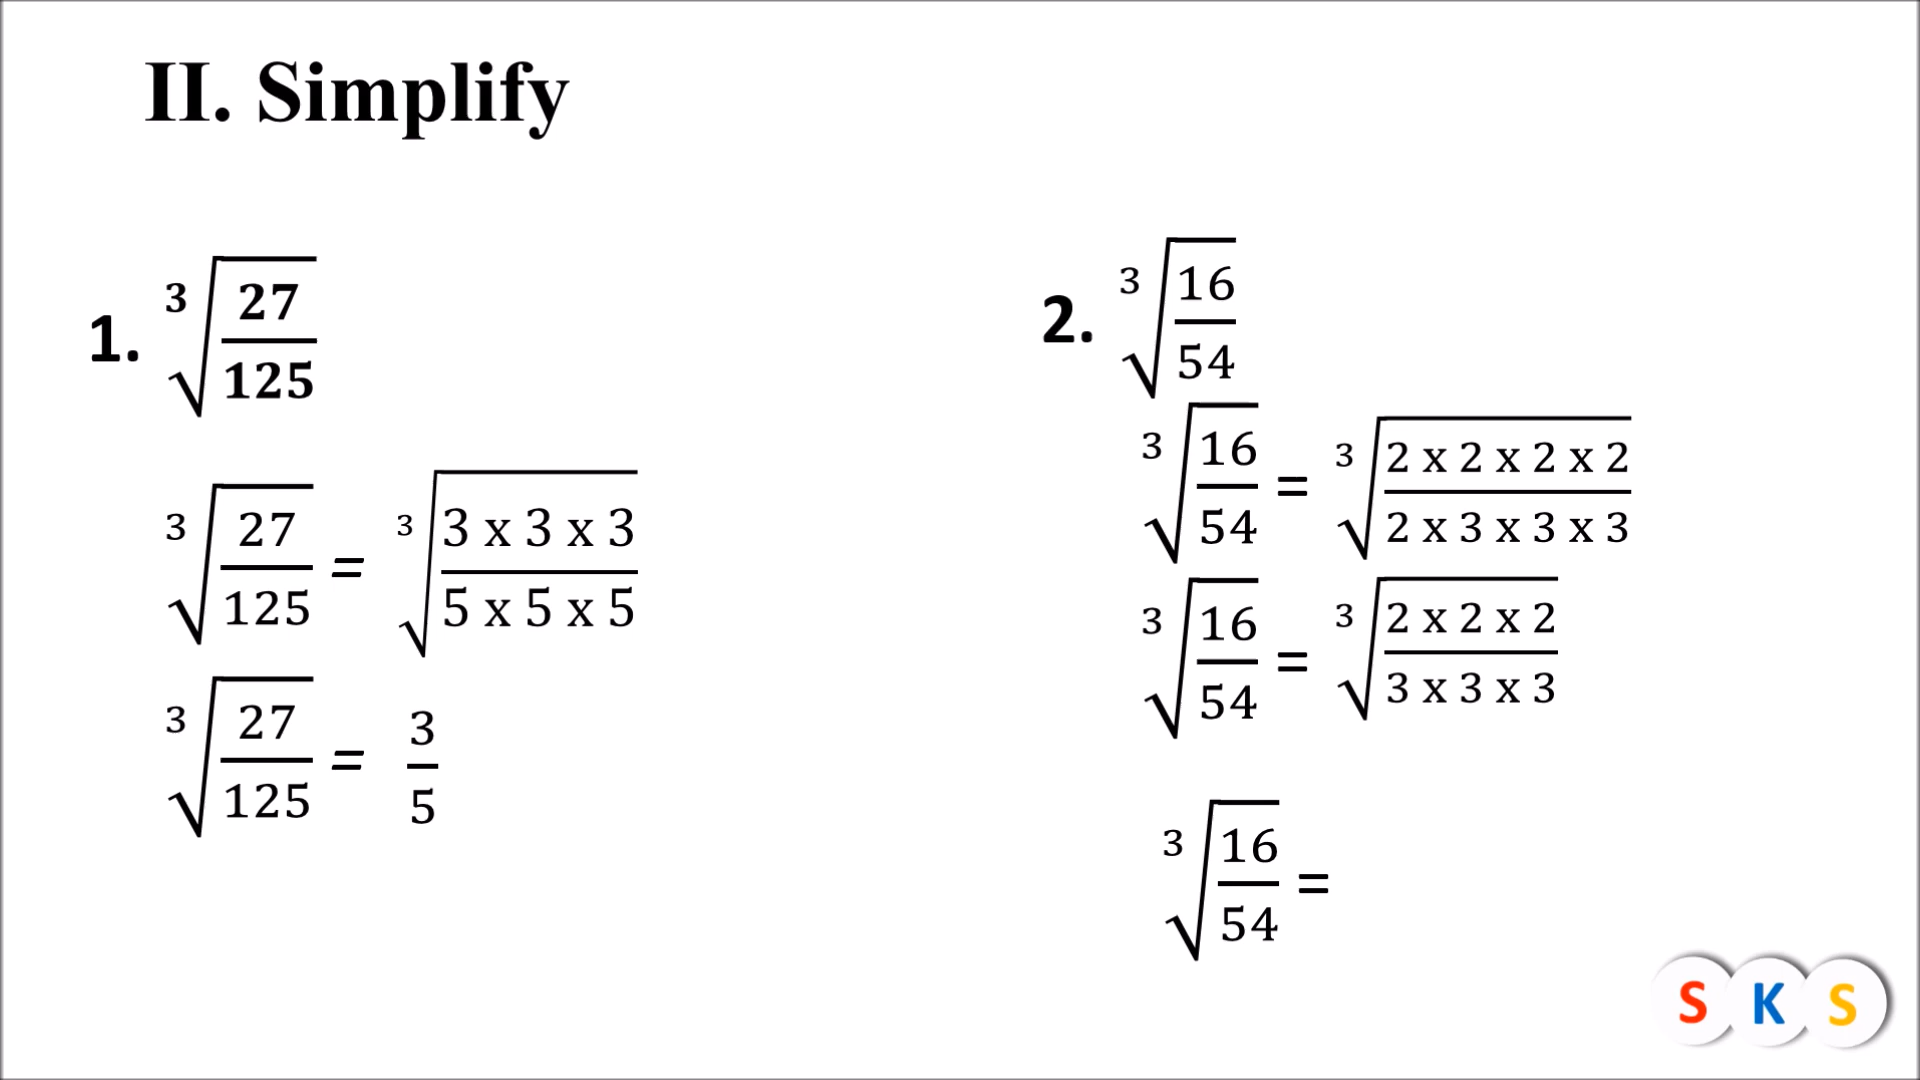 II. Simplify
1. ∛(27/125)
∛(27/125) = ∛((3 x 3 x 3)/(5 x 5 x 5))
∛(27/125) = 3/5
2. ∛(16/54)
∛(16/54) = ∛((2 x 2 x 2 x 2)/(2 x 3 x 3 x 3))
∛(16/54) = ∛((2 x 2 x 2)/(3 x 3 x 3))
∛(16/54) =
S K S